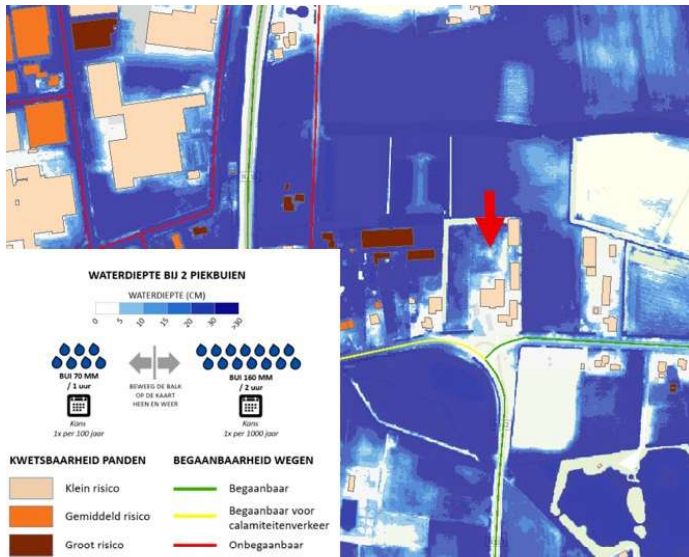 WATERDIEPTE BIJ 2 PIEKBUIEN
WATERDIEPTE (CM)
0 5 10 15 20 30 >30
BUI 70 MM
/ 1 uur
BEWEEG DE BALK
OP DE KAART
HEEN EN WEER
BUI 160 MM
/ 2 uur
Kans
1x per 100 jaar
Kans
1x per 1000 jaar
KWETSBAARHEID PANDEN
Klein risico
Gemiddeld risico
Groot risico
BEGAANBAARHEID WEGEN
Begaanbaar
Begaanbaar voor
calamiteitenverkeer
Onbegaanbaar